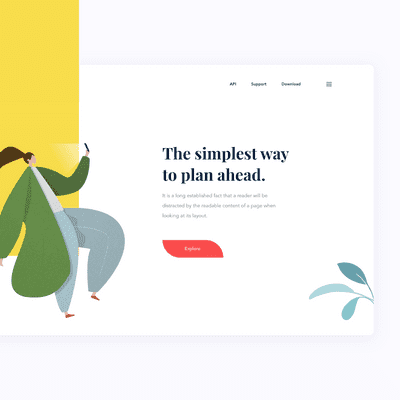 API Support Download
The simplest way
to plan ahead.
It is a long established fact that a reader will be
distracted by the readable content of a page when
looking at its layout.
Explore